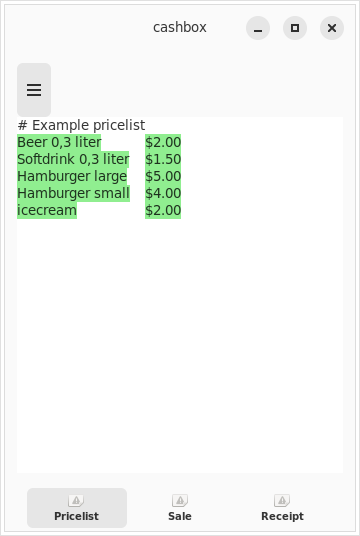 cashbox
# Example pricelist
Beer 0,3 liter $2.00
Softdrink 0,3 liter $1.50
Hamburger large $5.00
Hamburger small $4.00
icecream $2.00
Pricelist Sale Receipt